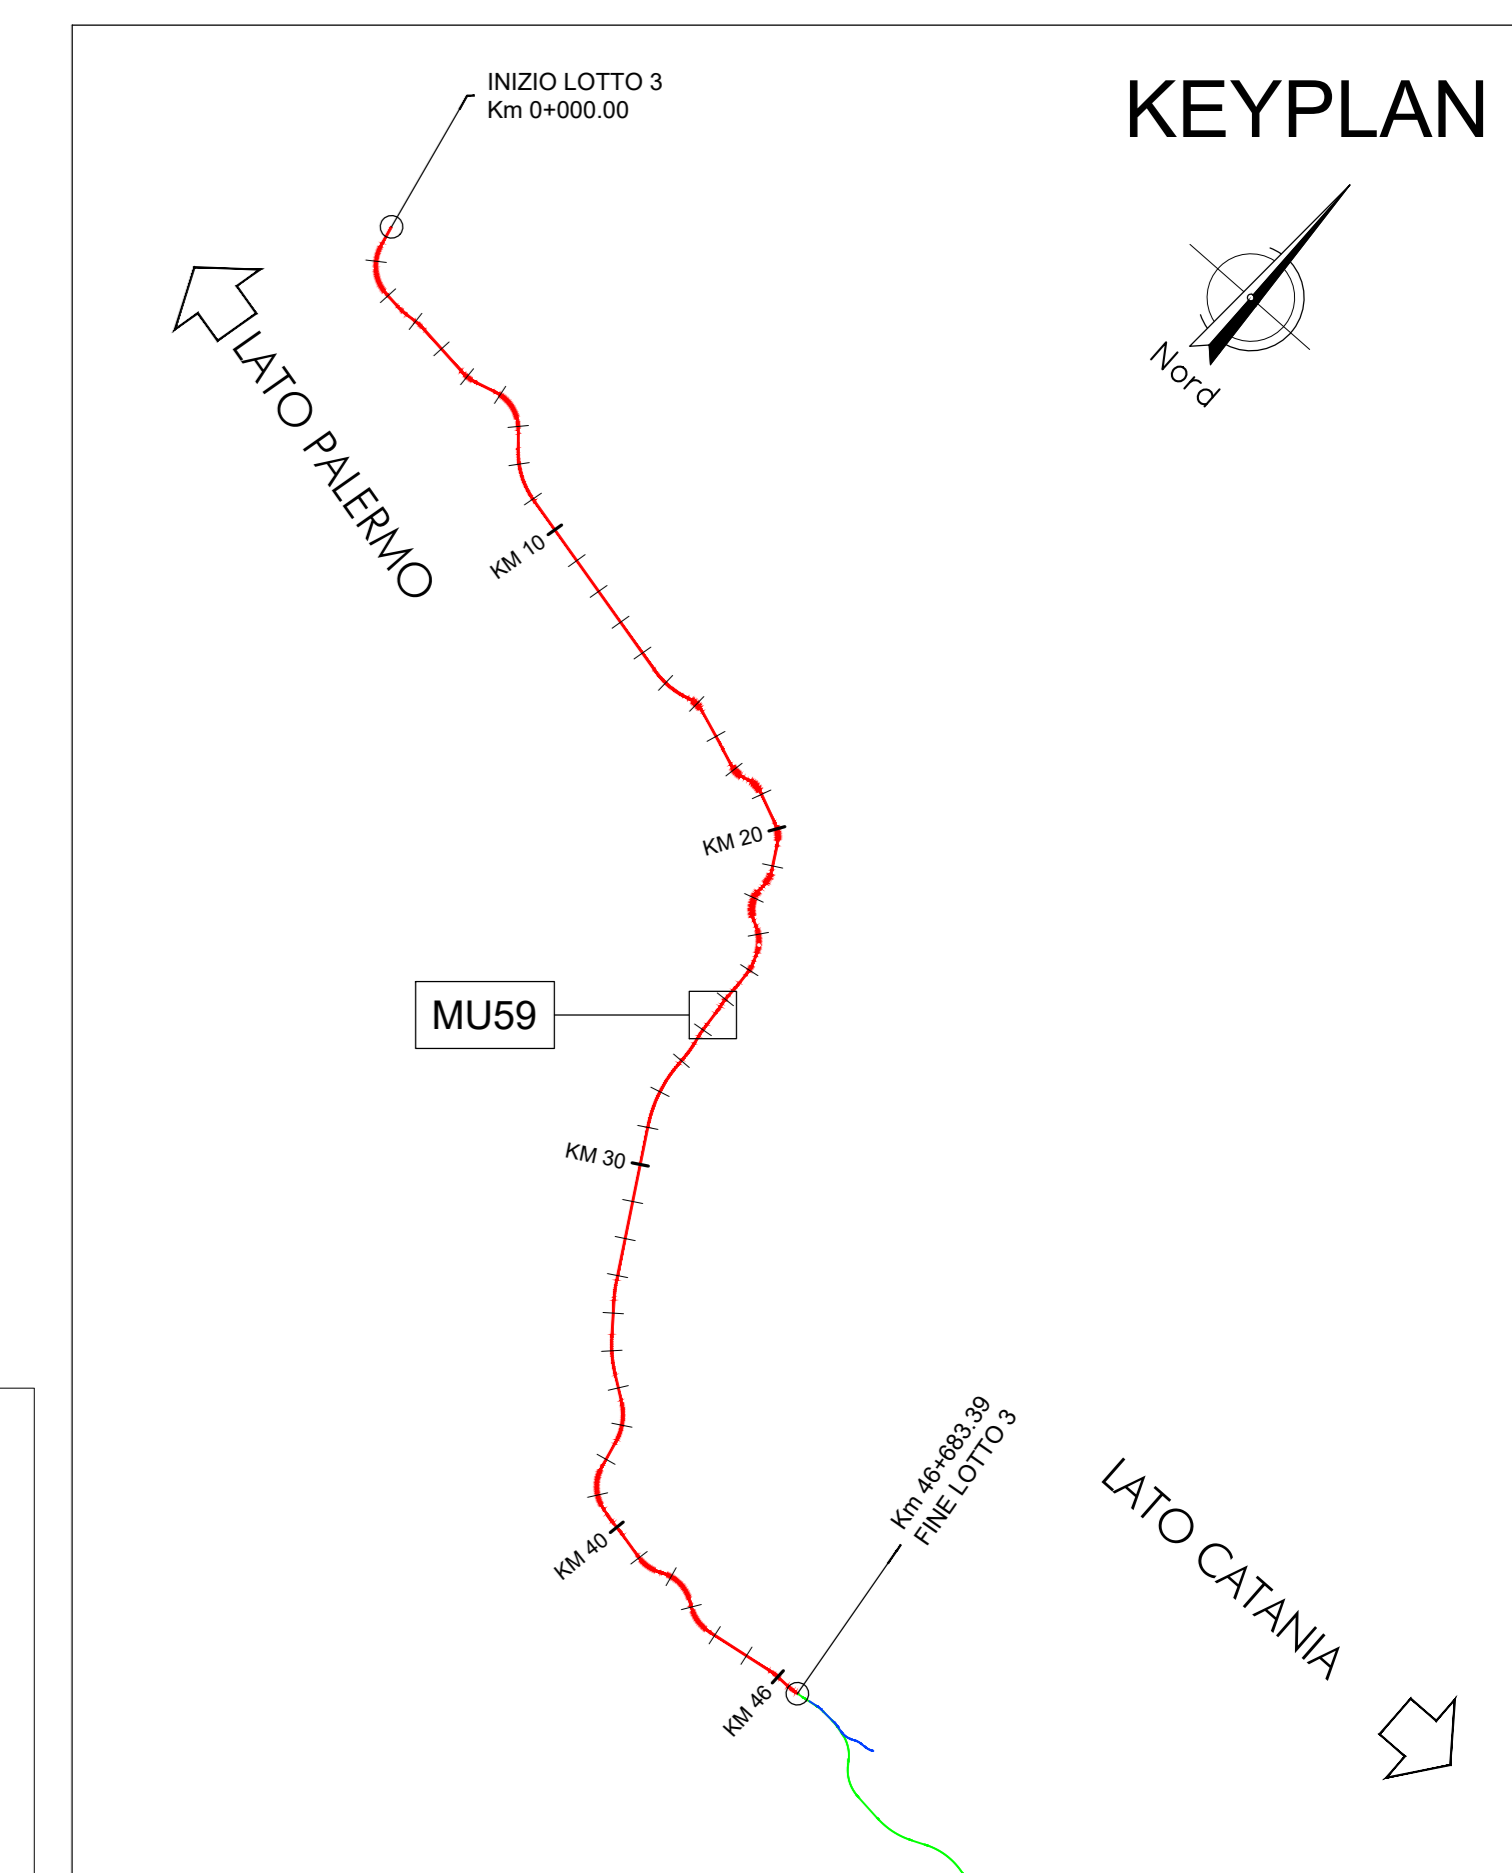 INIZIO LOTTO 3
Km 0+000.00
KEYPLAN
Nord
LATO PALERMO
KM 10
KM 20
MU59
KM 30
Km 46+683.39
FINE LOTTO 3
LATO CATANIA
KM 40
KM 46